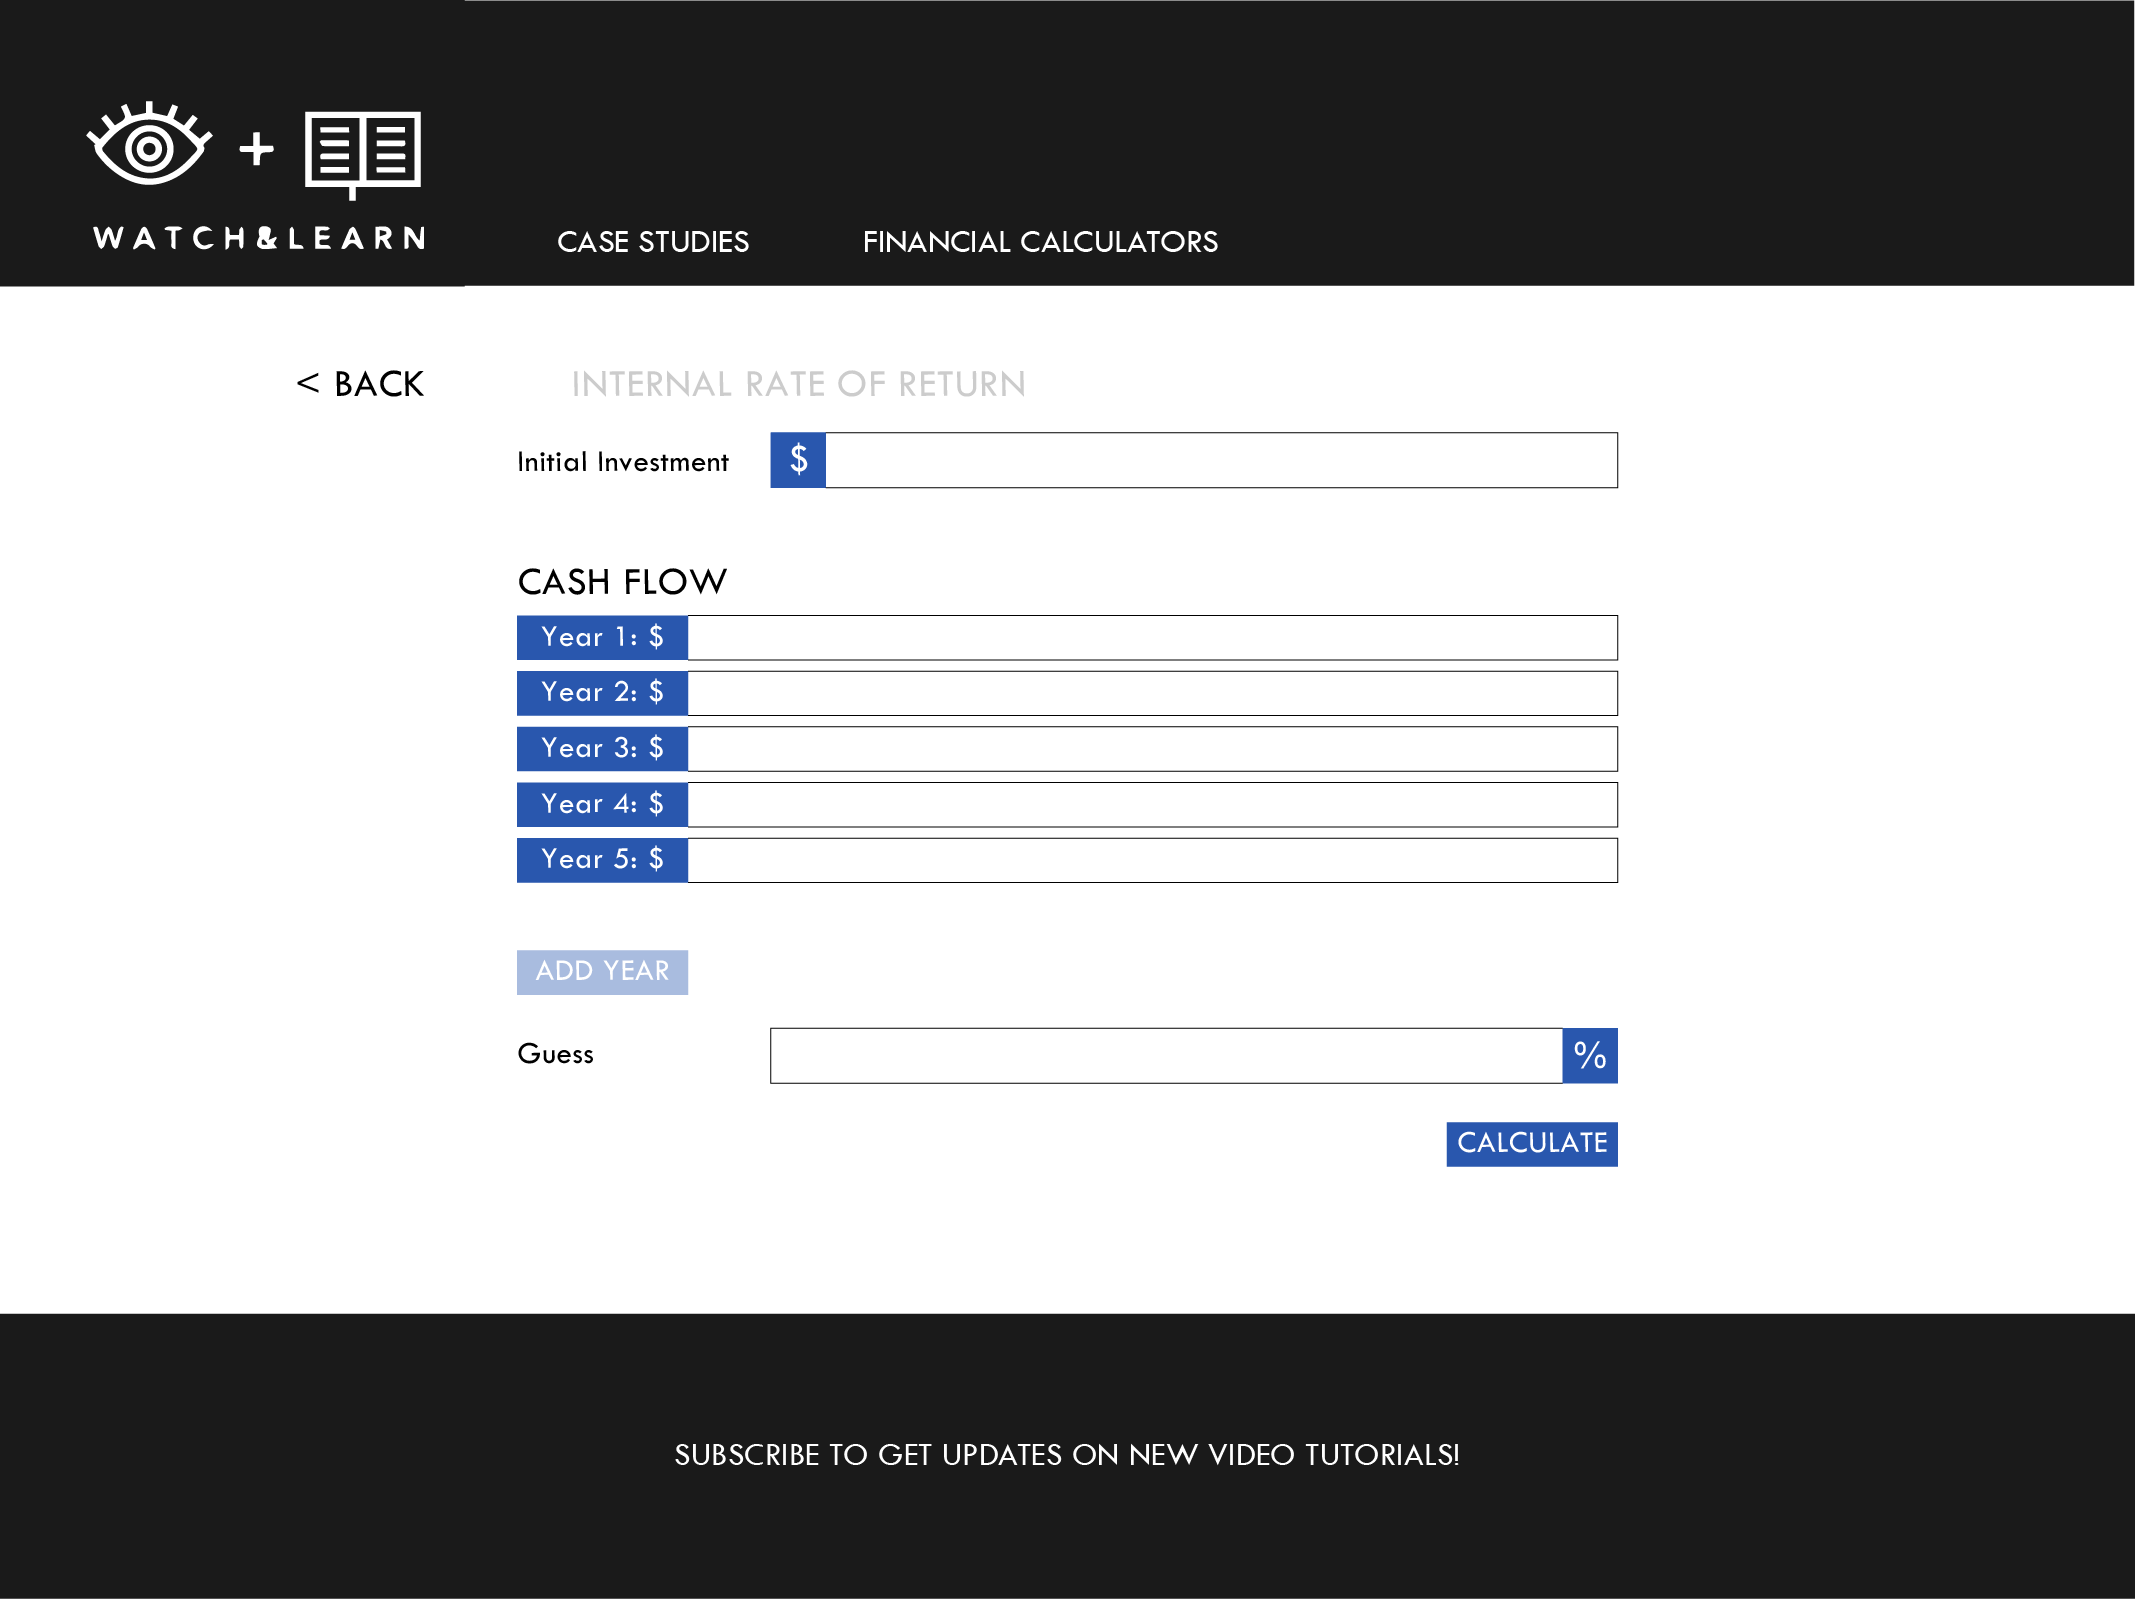 WATCH&LEARN
CASE STUDIES
FINANCIAL CALCULATORS
< BACK
INTERNAL RATE OF RETURN
Initial Investment
$
CASH FLOW
Year 1: $
Year 2: $
Year 3: $
Year 4: $
Year 5: $
ADD YEAR
Guess
%
CALCULATE
SUBSCRIBE TO GET UPDATES ON NEW VIDEO TUTORIALS!